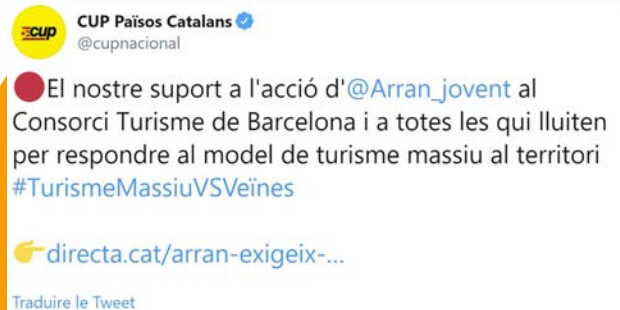 cup
CUP Països Catalans
@cupnacional
🔴El nostre suport a l'acció d'@Arran_jovent al
Consorci Turisme de Barcelona i a totes les qui lluiten
per respondre al model de turisme massiu al territori
#TurismeMassiuVSVeïnes
👉directa.cat/arran-exigeix-...
Traduire le Tweet